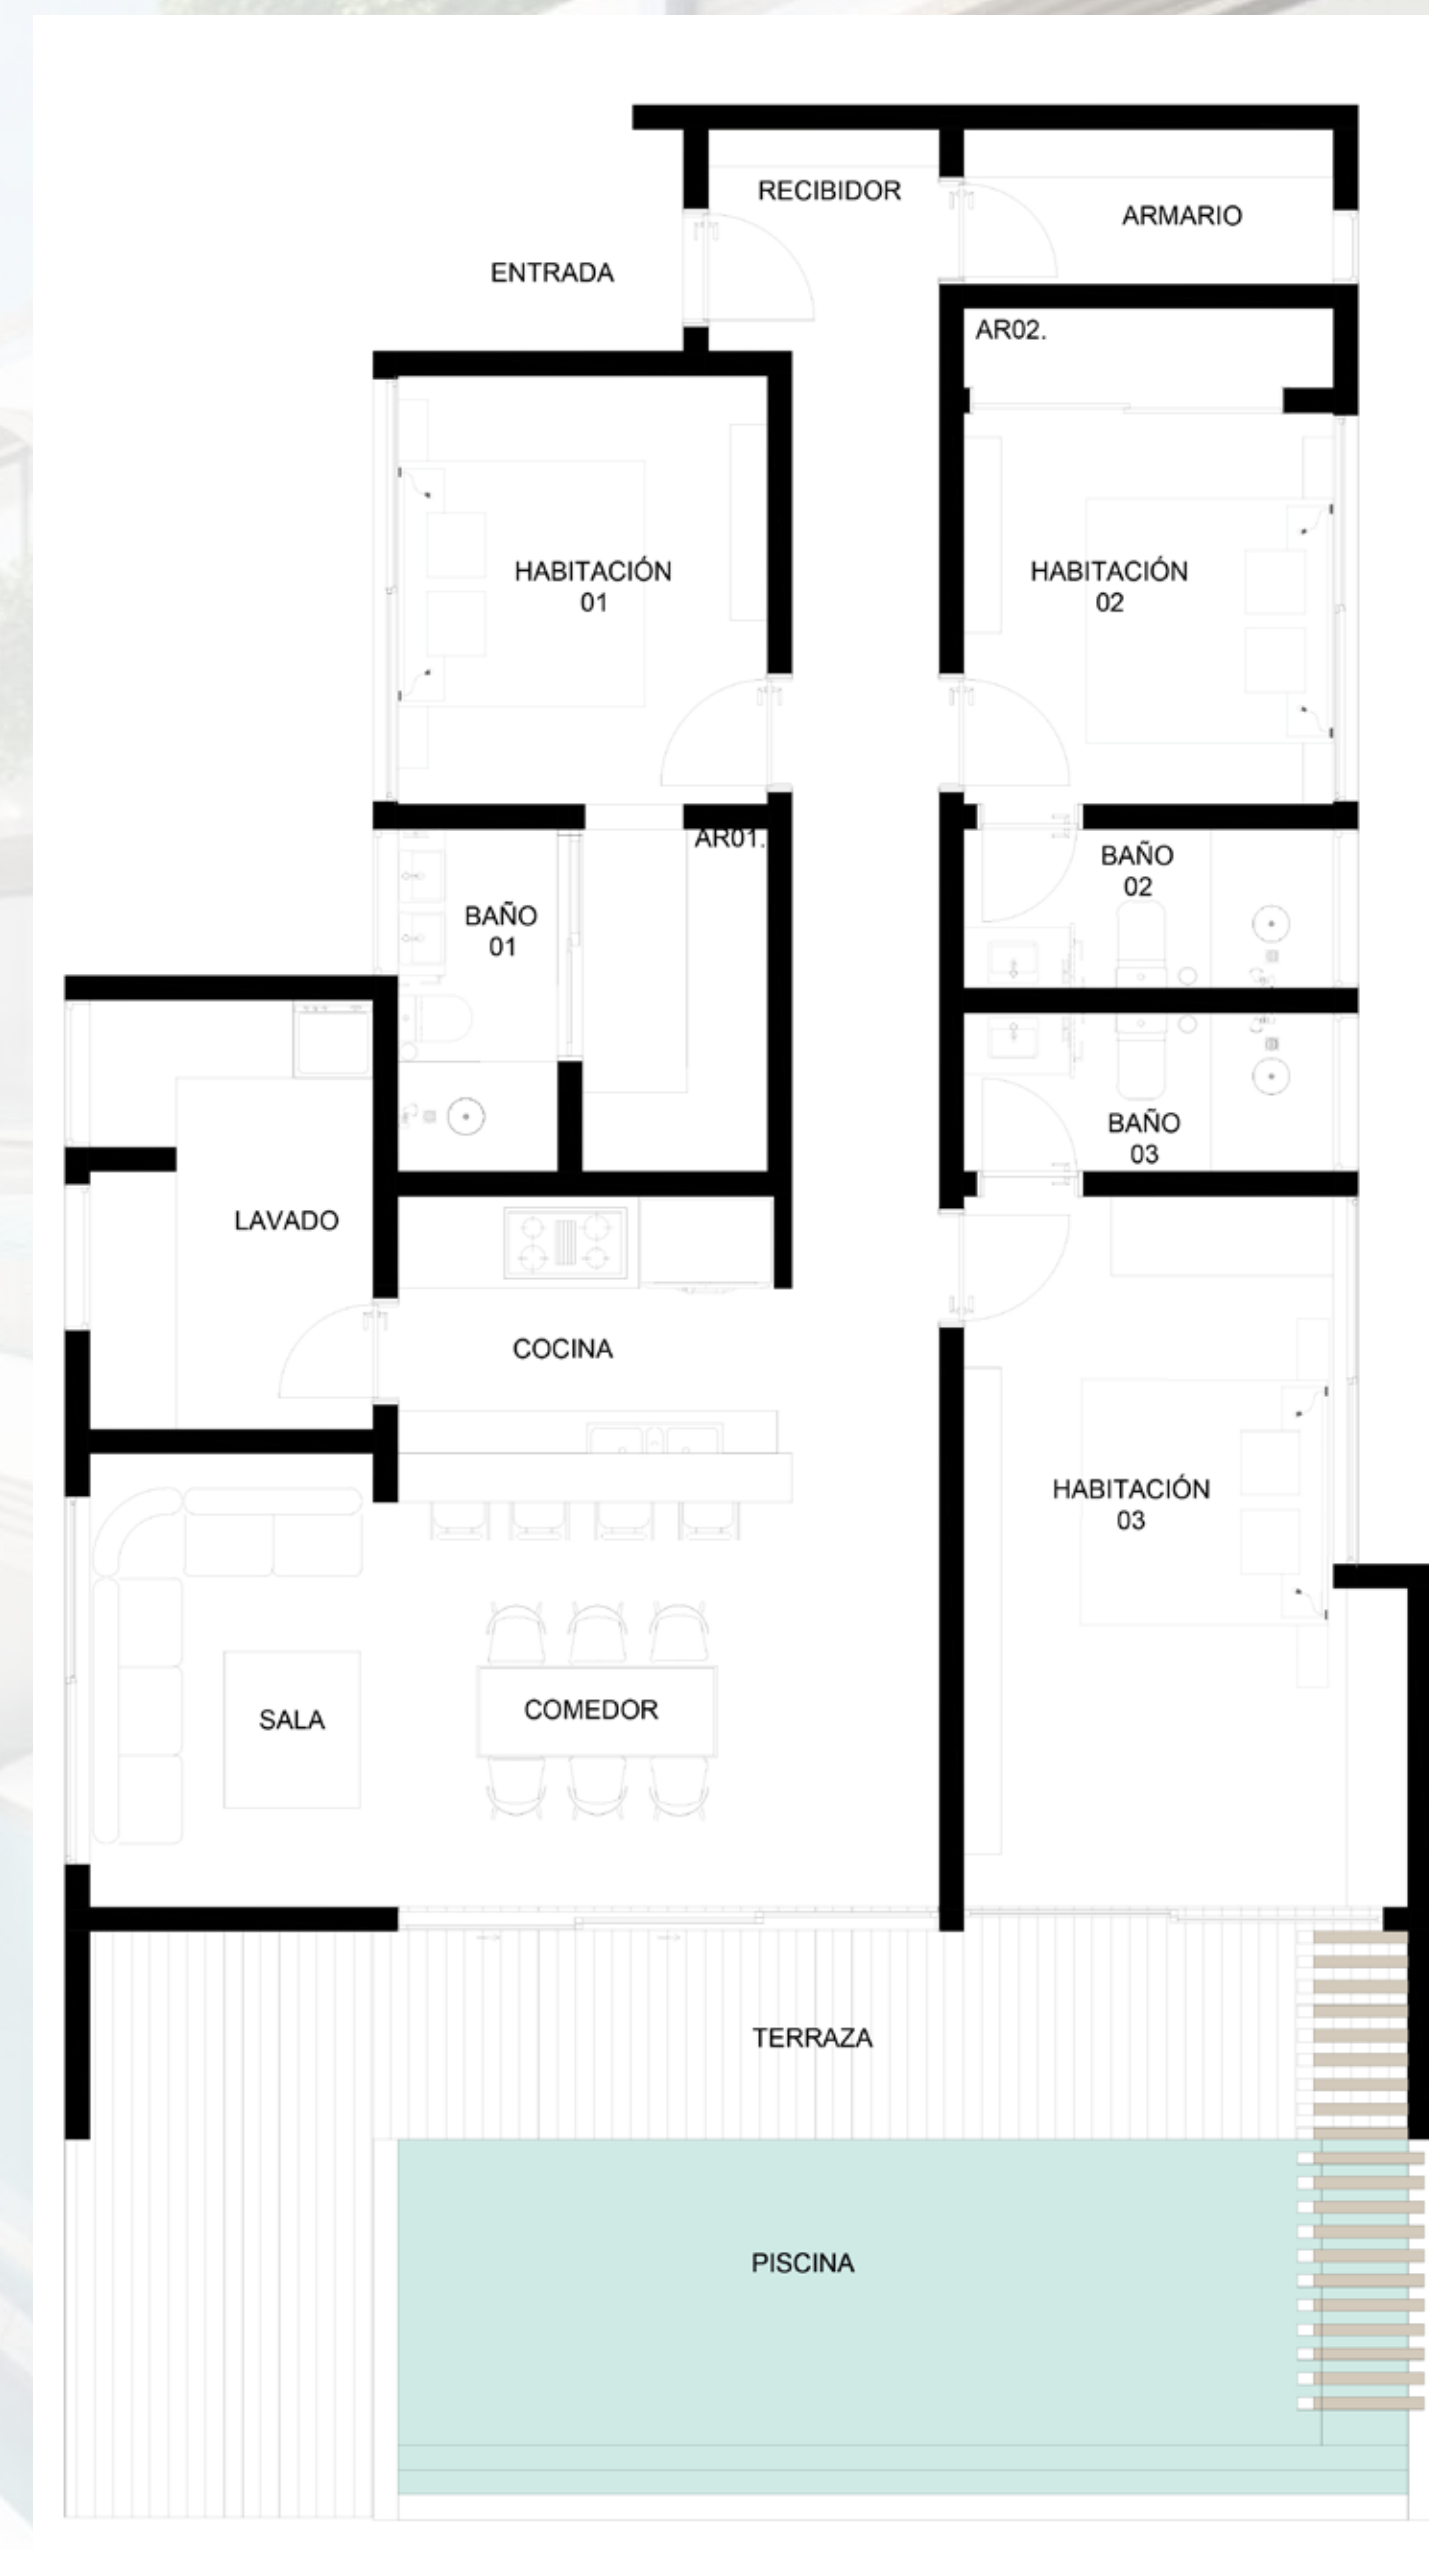 RECIBIDOR
ARMARIO
ENTRADA
AR02.
HABITACIÓN
01
HABITACIÓN
02
AR01.
BAÑO
01
BAÑO
02
BAÑO
03
LAVADO
COCINA
HABITACIÓN
03
SALA
COMEDOR
TERRAZA
PISCINA